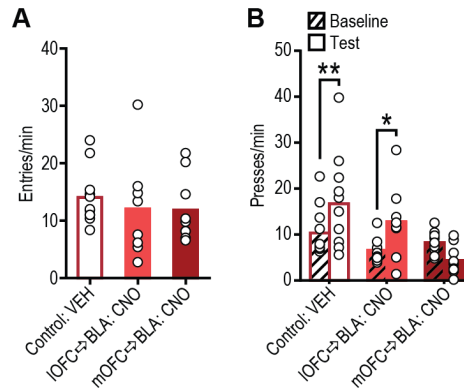 A
Entries/min
40
30
20
10
0
Control: VEH
lOFC⇨BLA: CNO
mOFC⇨BLA: CNO
B
Baseline
Test
Presses/min
50
40
30
20
10
0
**
*
Control: VEH
lOFC⇨BLA: CNO
mOFC⇨BLA: CNO